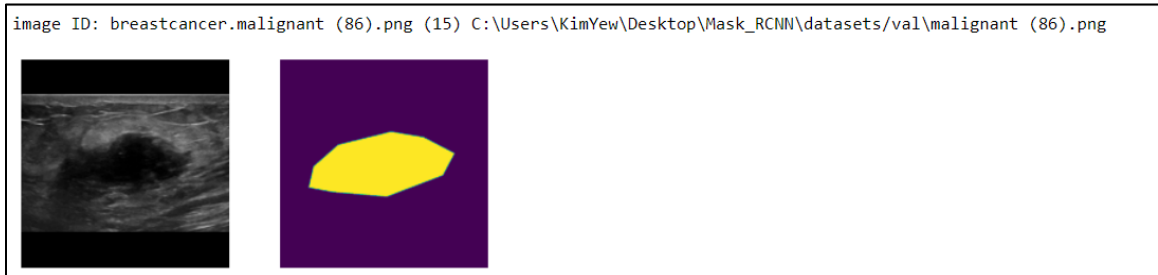 image ID: breastcancer.malignant (86).png (15) C:\Users\KimYew\Desktop\Mask_RCNN\datasets/val\malignant (86).png